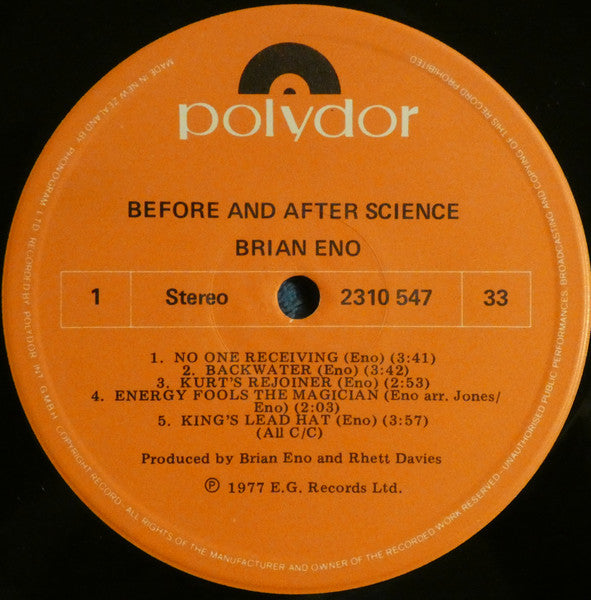 polydor
BEFORE AND AFTER SCIENCE
BRIAN ENO
1 Stereo 2310 547 33
1. NO ONE RECEIVING (Eno) (3:41)
2. BACKWATER (Eno) (3:42)
3. KURT'S REJOINER (Eno) (2:53)
4. ENERGY FOOLS THE MAGICIAN (Eno arr. Jones/
Eno) (2:03)
5. KING'S LEAD HAT (Eno) (3:57)
(All C/C)
Produced by Brian Eno and Rhett Davies
Ⓟ 1977 E.G. Records Ltd.
MADE IN NEW ZEALAND BY PHONOGRAM LTD RECORDED BY POLYDOR INT G.M.B.H. COPYRIGHT RECORD - ALL RIGHTS OF THE MANUFACTURER AND OWNER OF THE RECORDED WORK RESERVED - UNAUTHORISED PUBLIC PERFORMANCES, BROADCASTING AND COPYING OF THIS RECORD PROHIBITED